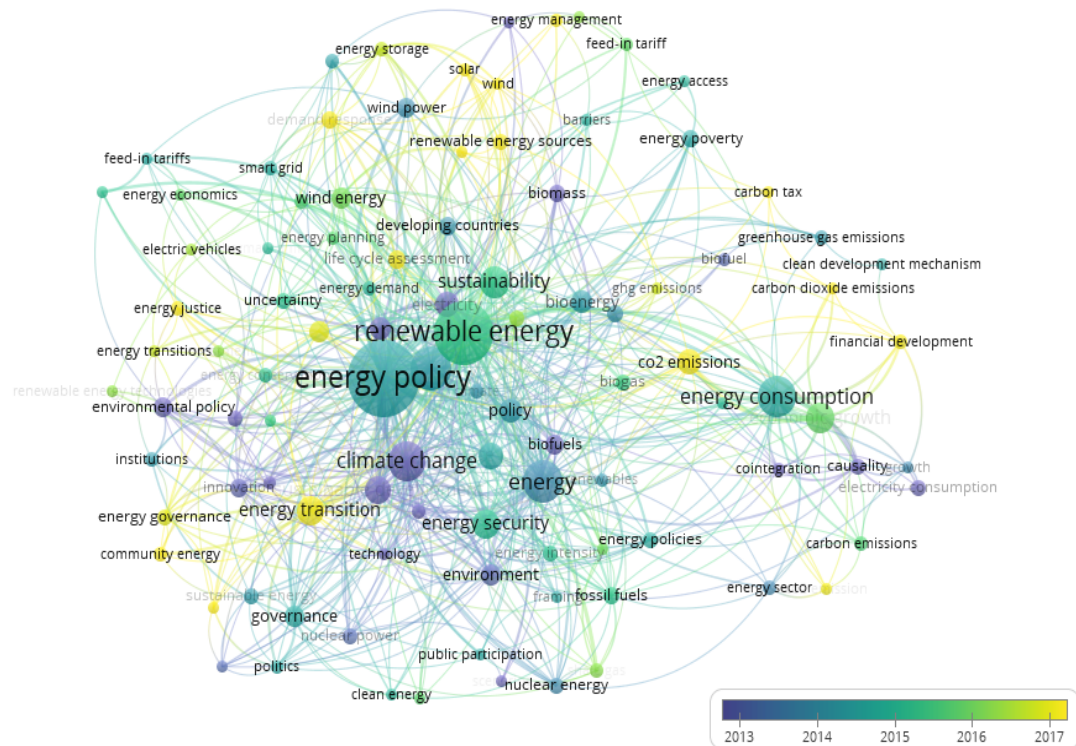 energy management
feed-in tariff
energy storage
solar
wind
energy access
wind power
demand response
barriers
renewable energy sources
energy poverty
feed-in tariffs
smart grid
energy economics
wind energy
biomass
carbon tax
developing countries
energy planning
greenhouse gas emissions
electric vehicles
life cycle assessment
biofuel
clean development mechanism
sustainability
energy demand
ghg emissions
carbon dioxide emissions
energy justice
uncertainty
electricity
bioenergy
renewable energy
financial development
energy transitions
co2 emissions
energy policy
biogas
renewable energy technologies
energy consumption
environmental policy
policy
economic growth
biofuels
institutions
climate change
cointegration
causality
growth
innovation
energy
renewables
electricity consumption
energy governance
energy transition
energy security
community energy
technology
energy intensity
energy policies
carbon emissions
environment
sustainable energy
framing
fossil fuels
energy sector
governance
nuclear power
public participation
politics
nuclear energy
clean energy
2013
2014
2015
2016
2017